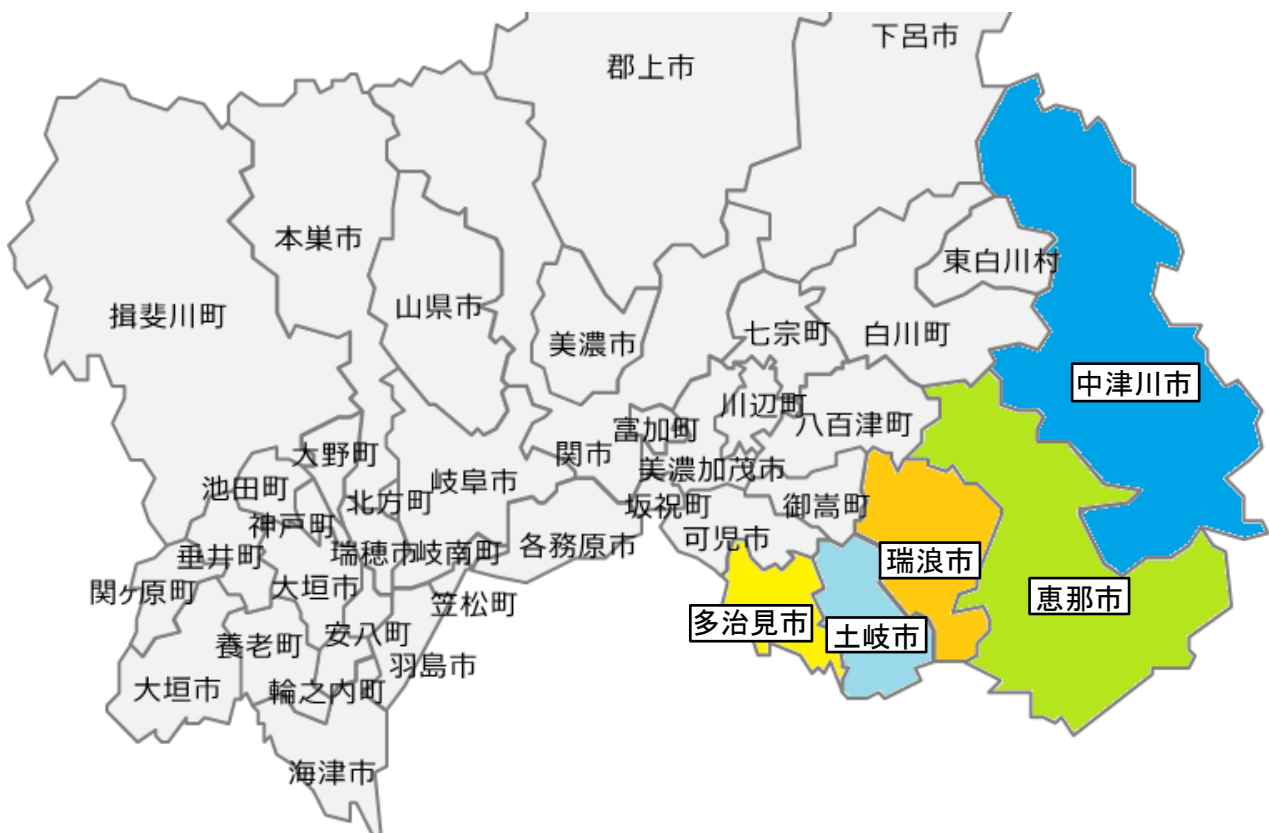 下呂市
郡上市
本巣市
東白川村
山県市
揖斐川町
美濃市
七宗町
白川町
中津川市
川辺町
富加町
八百津町
大野町
関市
美濃加茂市
岐阜市
池田町
北方町
坂祝町
御嵩町
神戸町
可児市
各務原市
垂井町
瑞穂市
岐南町
瑞浪市
大垣市
関ヶ原町
笠松町
恵那市
多治見市
土岐市
安八町
養老町
羽島市
大垣市
輪之内町
海津市